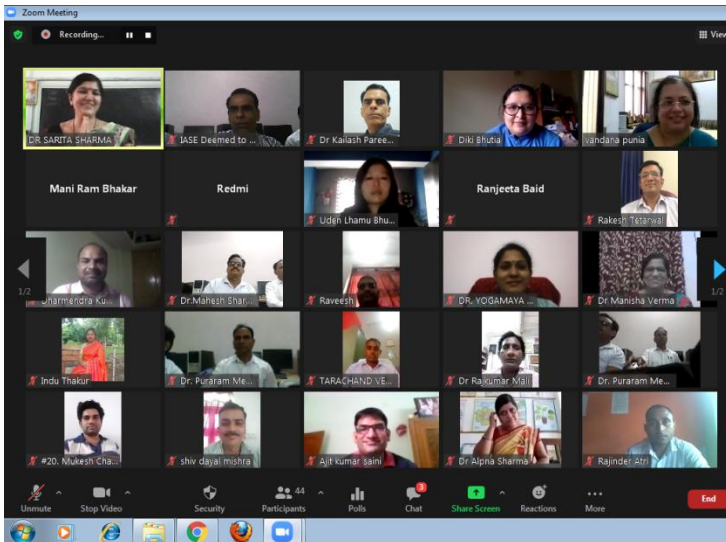 Zoom Meeting
Recording...
View
DR SARITA SHARMA
IASE Deemed to ...
Dr Kailash Paree...
Diki Bhutia
vandana punia
Mani Ram Bhakar
Redmi
Uden Lhamu Bhu...
Ranjeeta Baid
Rakesh Tetarwal
Dharmendra Ku...
Dr.Mahesh Shar...
Raveesh
DR. YOGAMAYA ...
Dr Manisha Verma
1/2
1/2
Indu Thakur
Dr. Puraram Me...
TARACHAND VE...
Dr Rajkumar Mali
Dr. Puraram Me...
#20. Mukesh Cha...
shiv dayal mishra
Ajit kumar saini
Dr Alpna Sharma
Rajinder Atri
44
3
Unmute
Stop Video
Security
Participants
Polls
Chat
Share Screen
Reactions
More
End